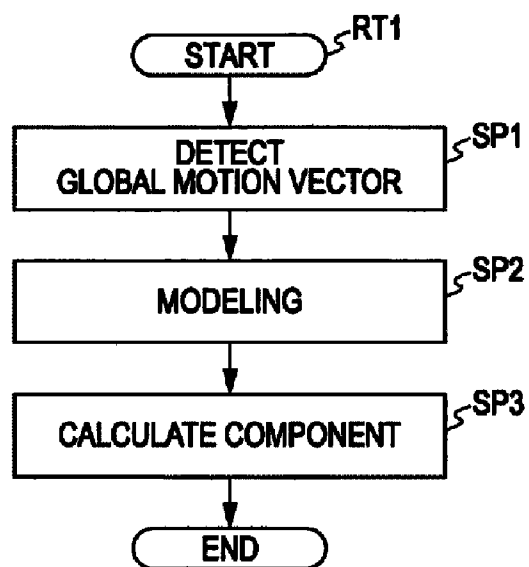 RT1
START
SP1
DETECT
GLOBAL MOTION VECTOR
SP2
MODELING
SP3
CALCULATE COMPONENT
END